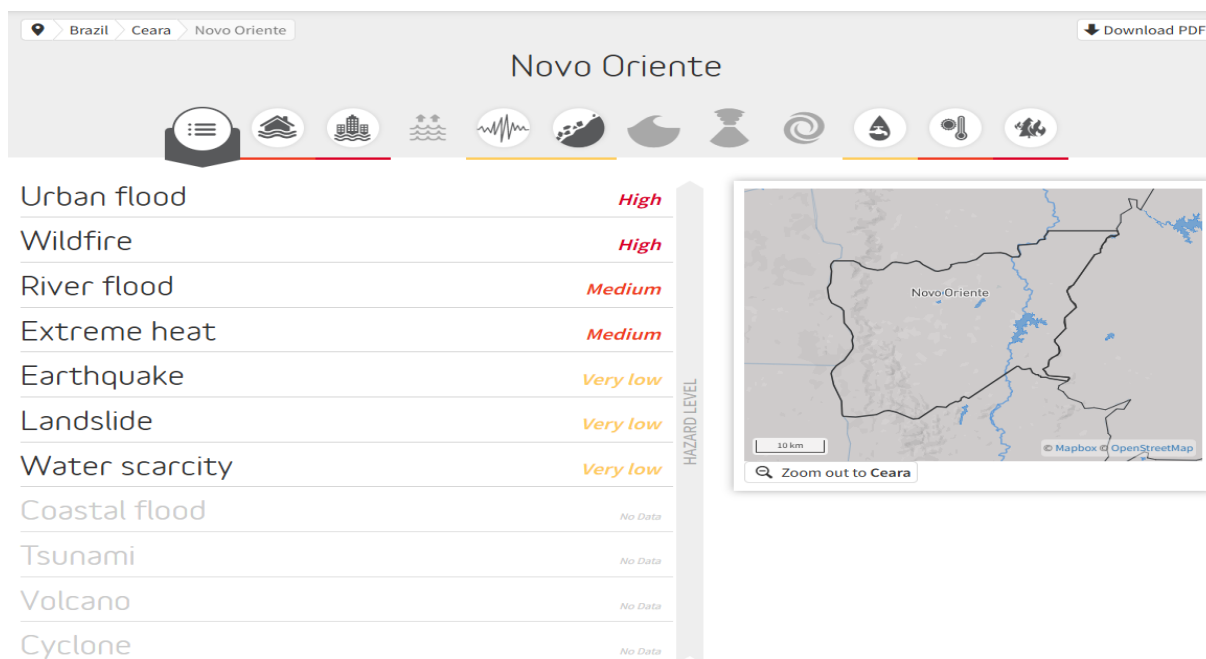 Brazil Ceara Novo Oriente
Download PDF
Novo Oriente
Urban flood High
Wildfire High
River flood Medium
Extreme heat Medium
Earthquake Very low
Landslide Very low
Water scarcity Very low
Coastal flood No Data
Tsunami No Data
Volcano No Data
Cyclone No Data
HAZARD LEVEL
Novo Oriente
10 km
© Mapbox © OpenStreetMap
Zoom out to Ceara